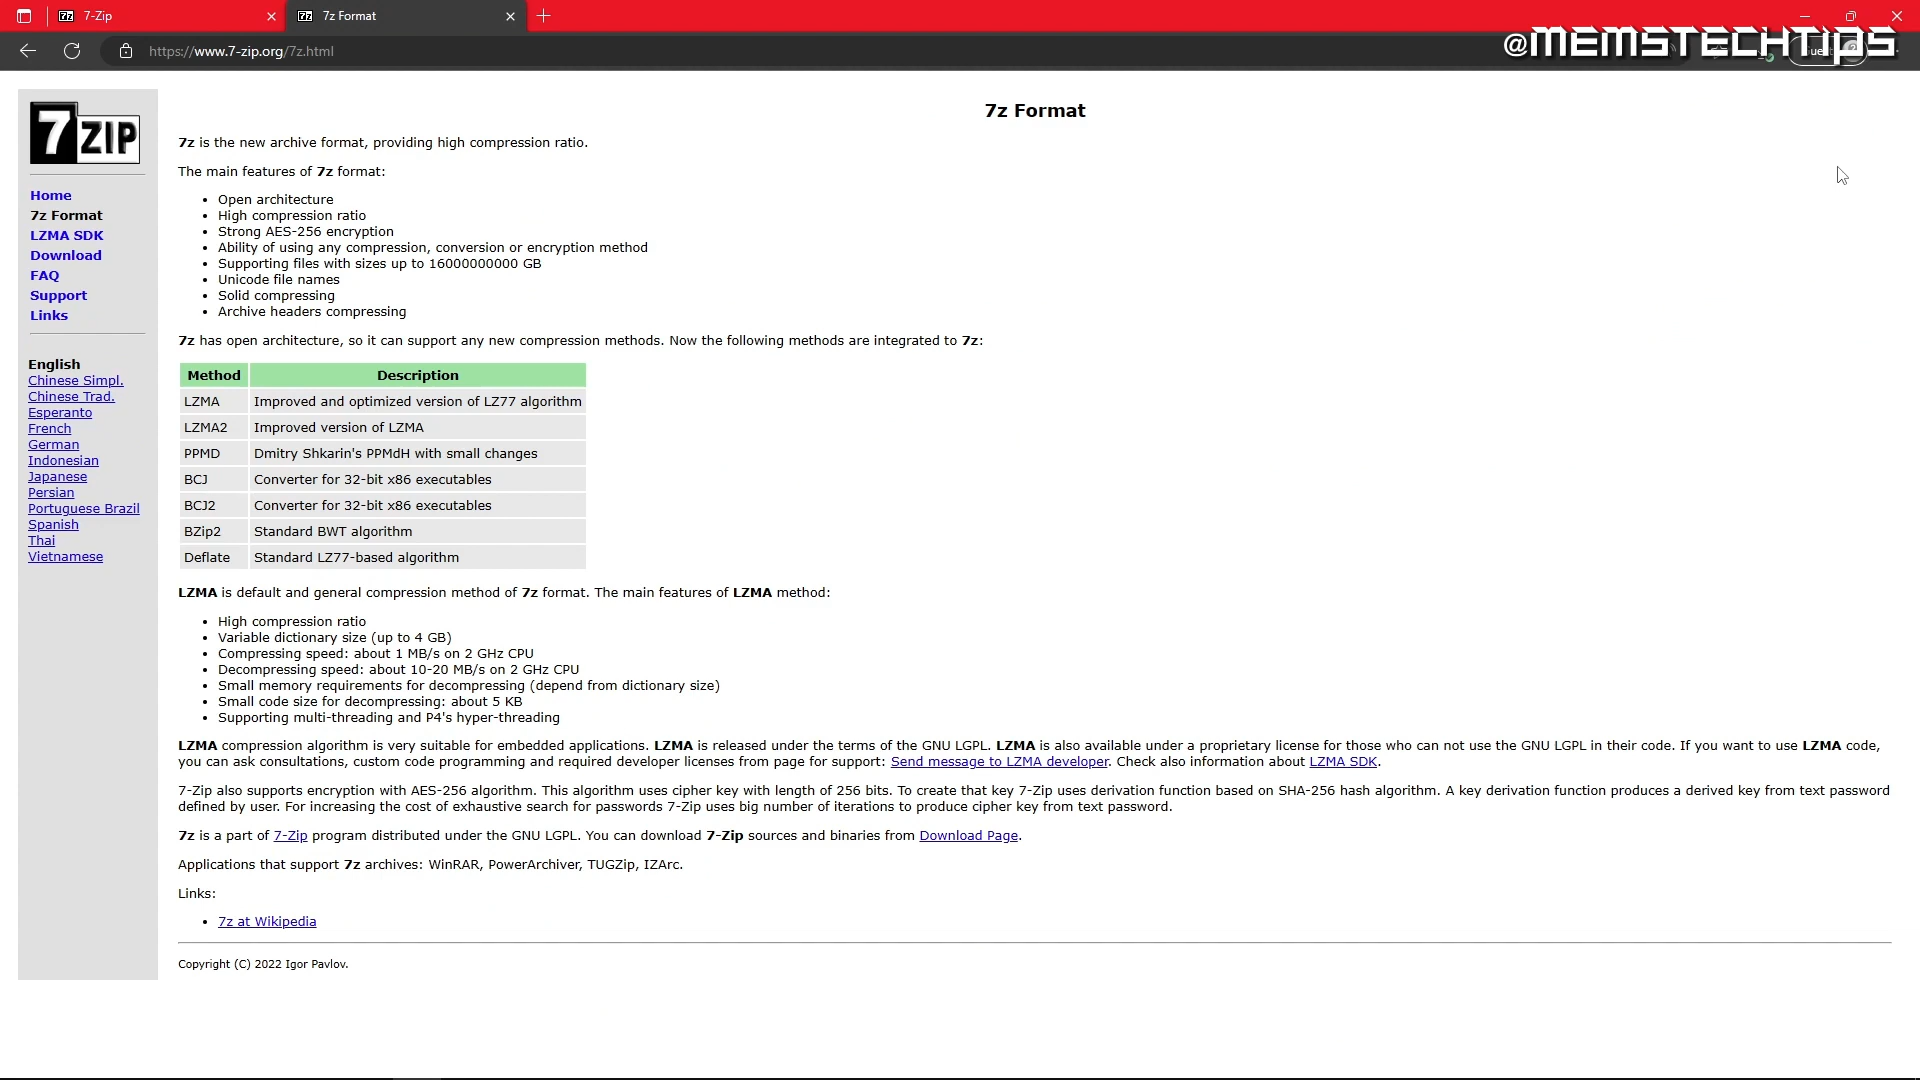 7-Zip
7z Format
https://www.7-zip.org/7z.html
@MEMSTECHTIPS
7 ZIP
Home
7z Format
LZMA SDK
Download
FAQ
Support
Links
English
Chinese Simpl.
Chinese Trad.
Esperanto
French
German
Indonesian
Japanese
Persian
Portuguese Brazil
Spanish
Thai
Vietnamese
7z Format
7z is the new archive format, providing high compression ratio.
The main features of 7z format:
• Open architecture
• High compression ratio
• Strong AES-256 encryption
• Ability of using any compression, conversion or encryption method
• Supporting files with sizes up to 16000000000 GB
• Unicode file names
• Solid compressing
• Archive headers compressing
7z has open architecture, so it can support any new compression methods. Now the following methods are integrated to 7z:
Method Description
LZMA Improved and optimized version of LZ77 algorithm
LZMA2 Improved version of LZMA
PPMD Dmitry Shkarin's PPMdH with small changes
BCJ Converter for 32-bit x86 executables
BCJ2 Converter for 32-bit x86 executables
BZip2 Standard BWT algorithm
Deflate Standard LZ77-based algorithm
LZMA is default and general compression method of 7z format. The main features of LZMA method:
• High compression ratio
• Variable dictionary size (up to 4 GB)
• Compressing speed: about 1 MB/s on 2 GHz CPU
• Decompressing speed: about 10-20 MB/s on 2 GHz CPU
• Small memory requirements for decompressing (depend from dictionary size)
• Small code size for decompressing: about 5 KB
• Supporting multi-threading and P4's hyper-threading
LZMA compression algorithm is very suitable for embedded applications. LZMA is released under the terms of the GNU LGPL. LZMA is also available under a proprietary license for those who can not use the GNU LGPL in their code. If you want to use LZMA code,
you can ask consultations, custom code programming and required developer licenses from page for support: Send message to LZMA developer. Check also information about LZMA SDK.
7-Zip also supports encryption with AES-256 algorithm. This algorithm uses cipher key with length of 256 bits. To create that key 7-Zip uses derivation function based on SHA-256 hash algorithm. A key derivation function produces a derived key from text password
defined by user. For increasing the cost of exhaustive search for passwords 7-Zip uses big number of iterations to produce cipher key from text password.
7z is a part of 7-Zip program distributed under the GNU LGPL. You can download 7-Zip sources and binaries from Download Page.
Applications that support 7z archives: WinRAR, PowerArchiver, TUGZip, IZArc.
Links:
• 7z at Wikipedia
Copyright (C) 2022 Igor Pavlov.